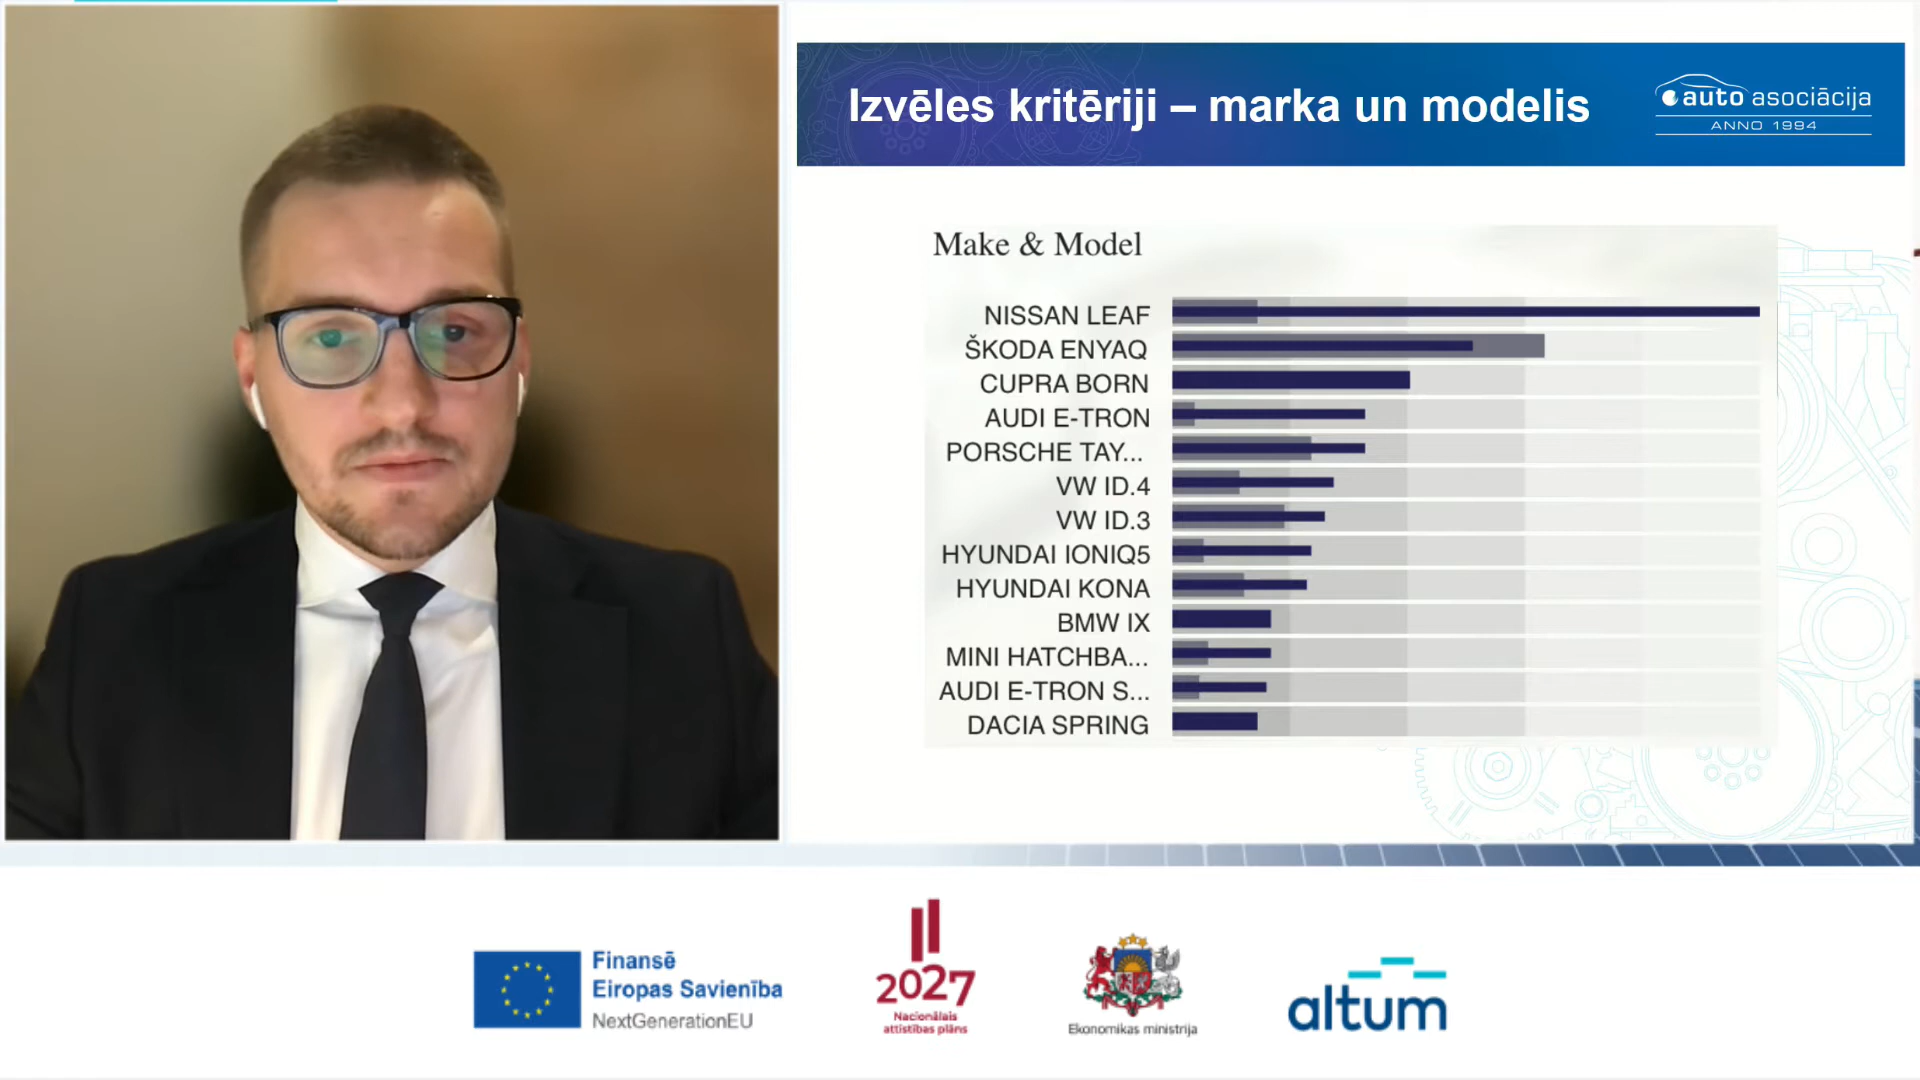 Izvēles kritēriji – marka un modelis
auto asociācija
ANNO 1994
Make & Model
NISSAN LEAF
ŠKODA ENYAQ
CUPRA BORN
AUDI E-TRON
PORSCHE TAY...
VW ID.4
VW ID.3
HYUNDAI IONIQ5
HYUNDAI KONA
BMW IX
MINI HATCHBA...
AUDI E-TRON S...
DACIA SPRING
Finansē
Eiropas Savienība
NextGenerationEU
2027
Nacionālais
attīstības plāns
Ekonomikas ministrija
altum